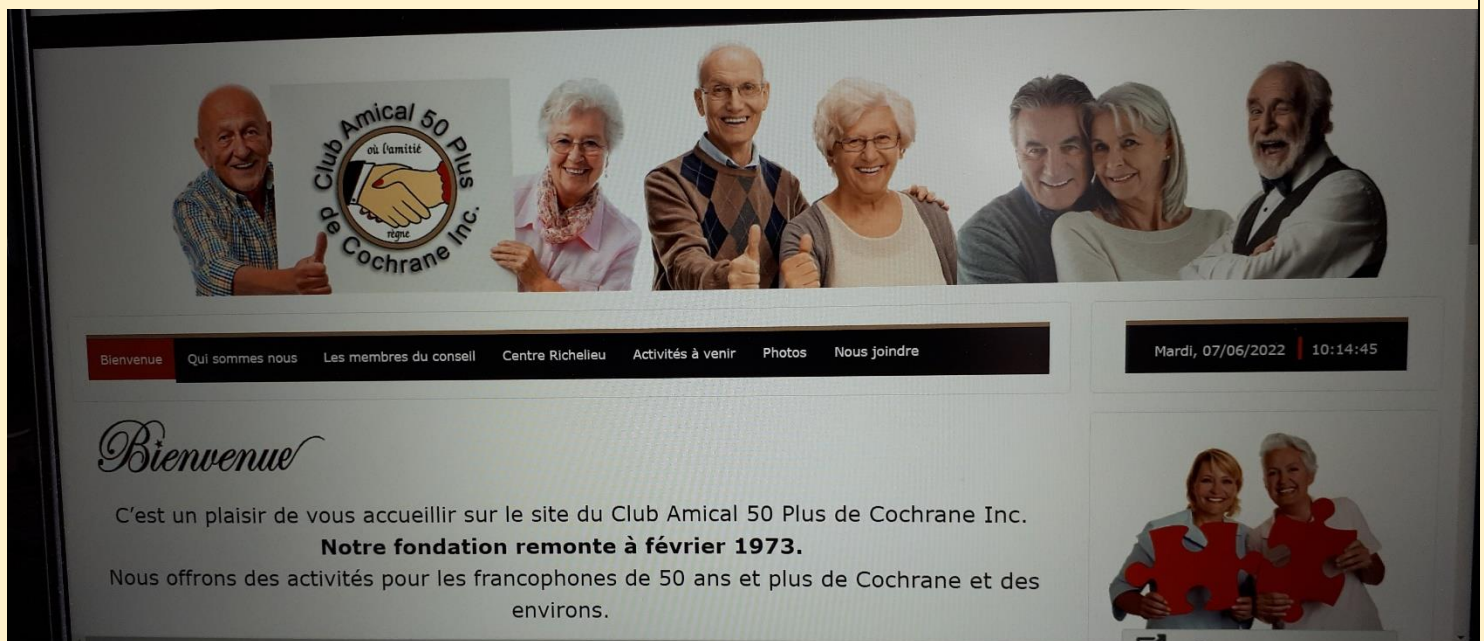 Club Amical 50 Plus
où l'amitié
règne
de Cochrane Inc.
Bienvenue Qui sommes nous Les membres du conseil Centre Richelieu Activités à venir Photos Nous joindre
Mardi, 07/06/2022 10:14:45
Bienvenue
C'est un plaisir de vous accueillir sur le site du Club Amical 50 Plus de Cochrane Inc.
Notre fondation remonte à février 1973.
Nous offrons des activités pour les francophones de 50 ans et plus de Cochrane et des
environs.